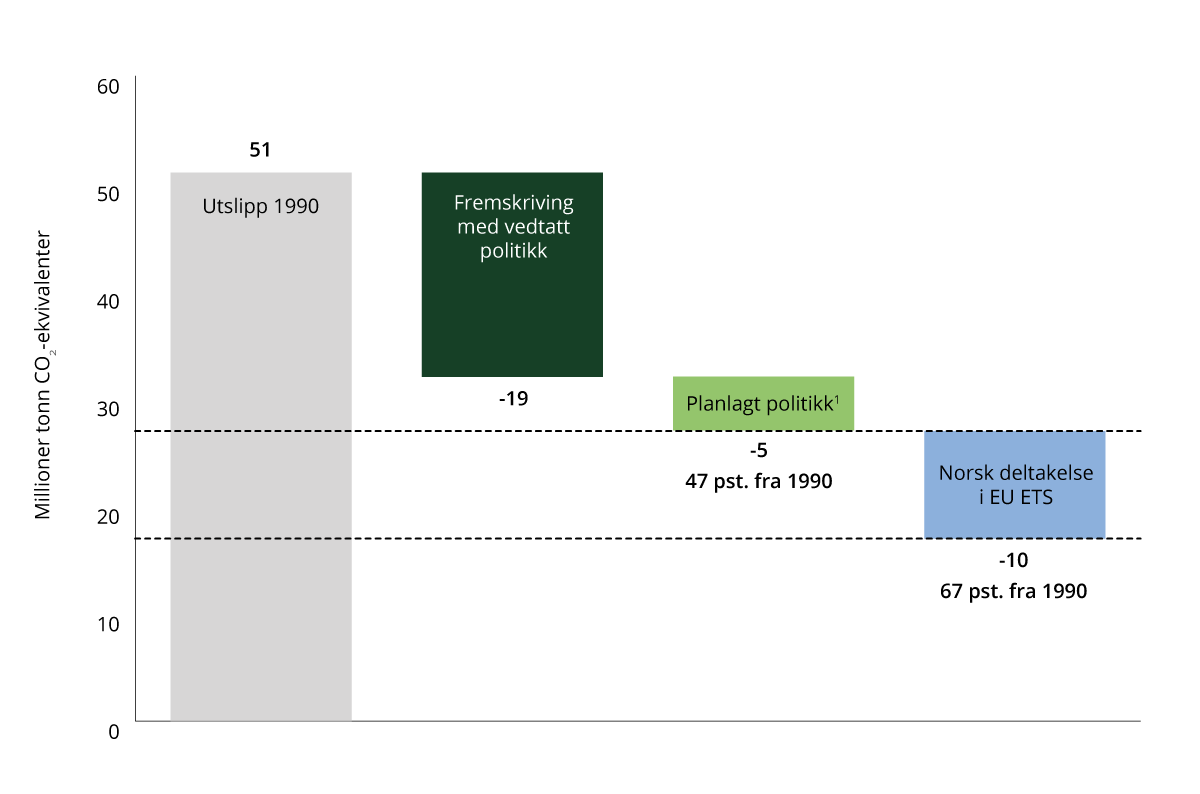 Millioner tonn CO₂-ekvivalenter
60
50
40
30
20
10
0
51
Utslipp 1990
Fremskriving
med vedtatt
politikk
-19
Planlagt politikk¹
-5
47 pst. fra 1990
Norsk deltakelse
i EU ETS
-10
67 pst. fra 1990